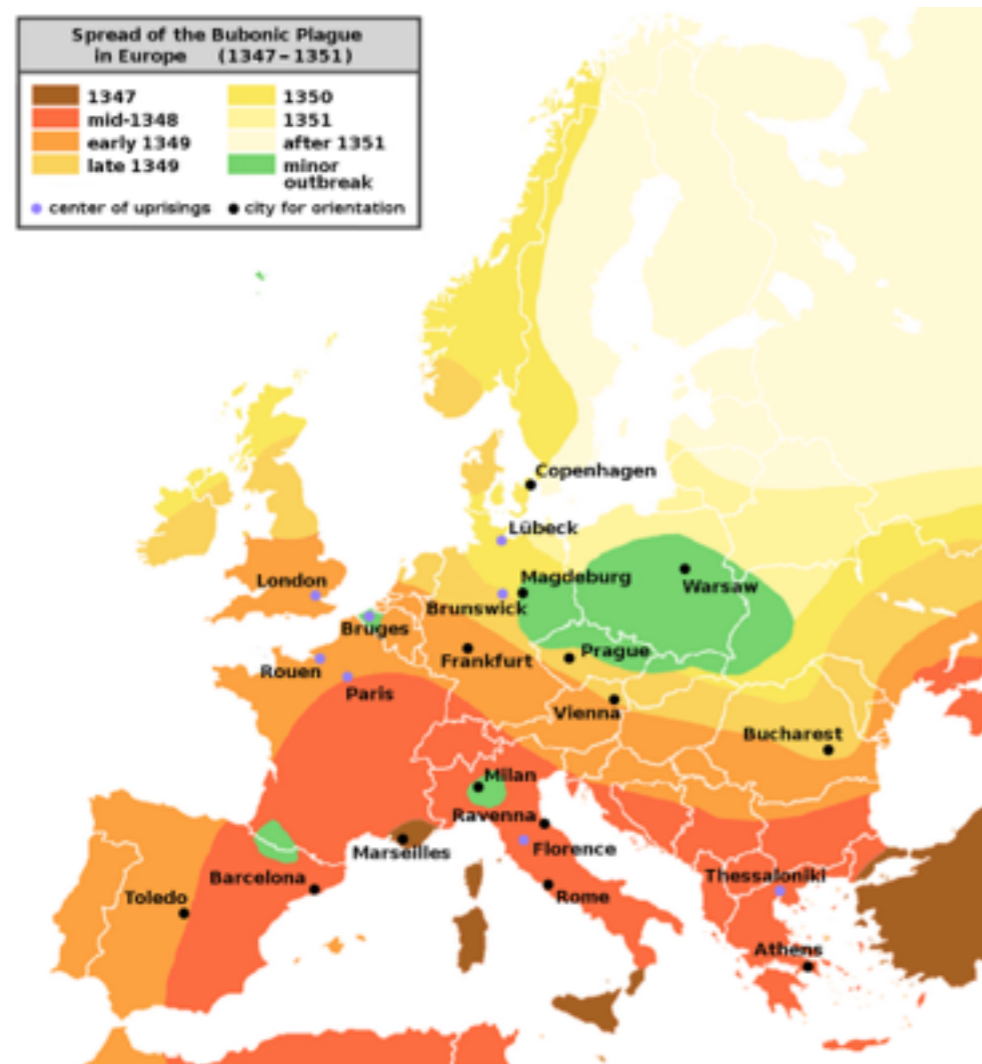 Spread of the Bubonic Plague
in Europe (1347–1351)
1347
mid-1348
early 1349
late 1349
1350
1351
after 1351
minor
outbreak
center of uprisings
city for orientation
Copenhagen
Lübeck
Magdeburg
Warsaw
London
Brunswick
Bruges
Frankfurt
Prague
Rouen
Paris
Vienna
Bucharest
Milan
Ravenna
Marseilles
Florence
Barcelona
Thessaloniki
Toledo
Rome
Athens